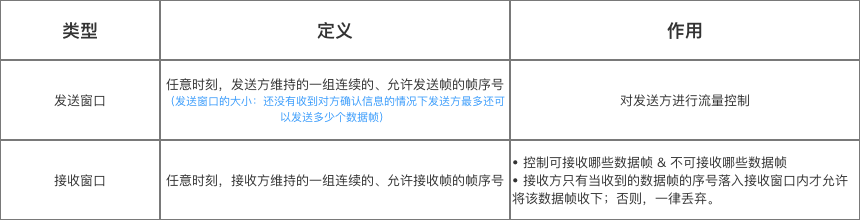 类型
定义
作用
发送窗口
任意时刻，发送方维持的一组连续的、允许发送帧的帧序号
（发送窗口的大小：还没有收到对方确认信息的情况下发送方最多还可
以发送多少个数据帧）
对发送方进行流量控制
接收窗口
任意时刻，接收方维持的一组连续的、允许接收帧的帧序号
• 控制可接收哪些数据帧 & 不可接收哪些数据帧
• 接收方只有当收到的数据帧的序号落入接收窗口内才允许
将该数据帧收下；否则，一律丢弃。